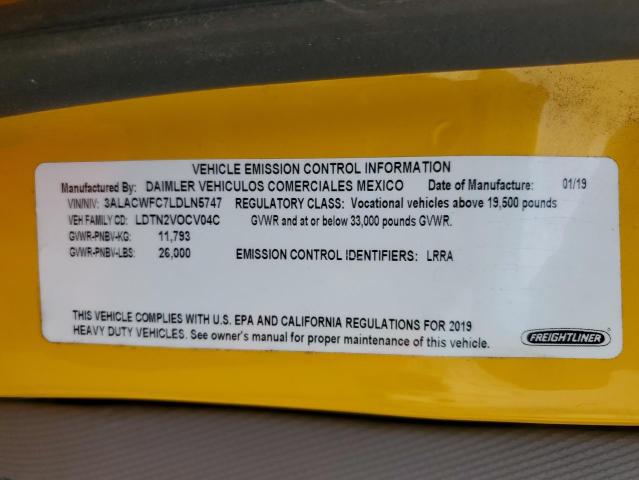 VEHICLE EMISSION CONTROL INFORMATION
Manufactured By: DAIMLER VEHICULOS COMERCIALES MEXICO Date of Manufacture: 01/19
VIN/NIV: 3ALACWFC7LDLN5747 REGULATORY CLASS: Vocational vehicles above 19,500 pounds
VEH FAMILY CD: LDTN2VOCV04C GVWR and at or below 33,000 pounds GVWR.
GVWR-PNBV-KG: 11,793
GVWR-PNBV-LBS: 26,000 EMISSION CONTROL IDENTIFIERS: LRRA
THIS VEHICLE COMPLIES WITH U.S. EPA AND CALIFORNIA REGULATIONS FOR 2019
HEAVY DUTY VEHICLES. See owner's manual for proper maintenance of this vehicle.
FREIGHTLINER